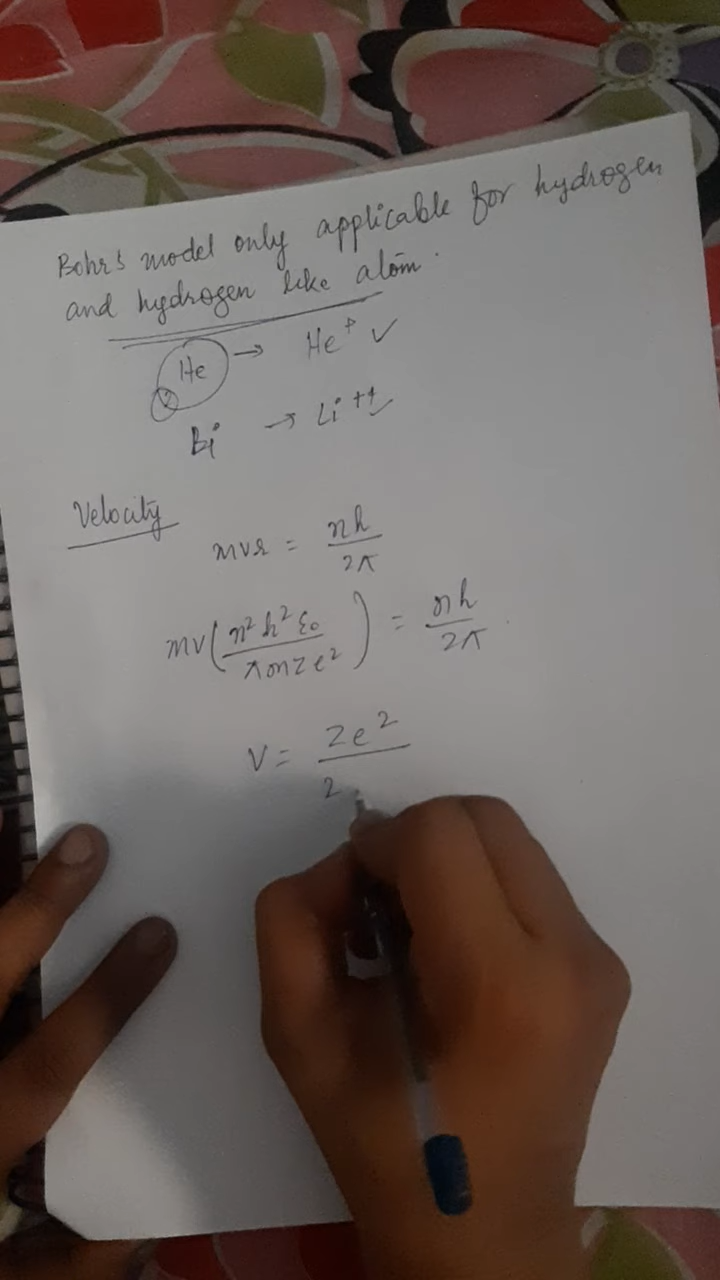 Bohr's model only applicable for hydrogen
and hydrogen like atom.
He → He⁺ ✓
→ Li⁺⁺ ✓
Velocity
mvr = nh/2π
mv(n²h²ε₀/πmze²) = nh/2π
V = Ze²/2